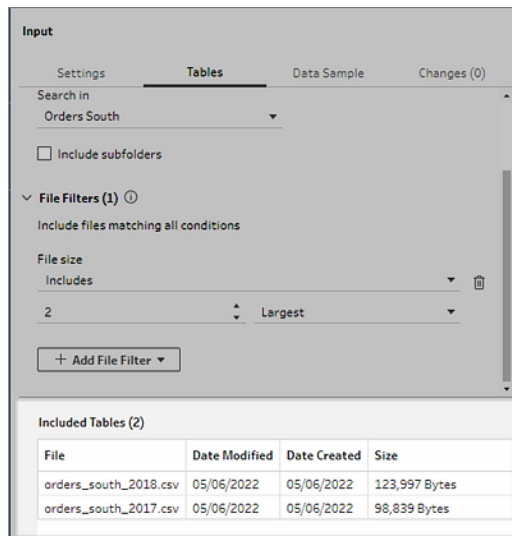 Input
Settings Tables Data Sample Changes (0)
Search in
Orders South
Include subfolders
File Filters (1)
Include files matching all conditions
File size
Includes
2 Largest
+ Add File Filter
Included Tables (2)
File Date Modified Date Created Size
orders_south_2018.csv 05/06/2022 05/06/2022 123,997 Bytes
orders_south_2017.csv 05/06/2022 05/06/2022 98,839 Bytes